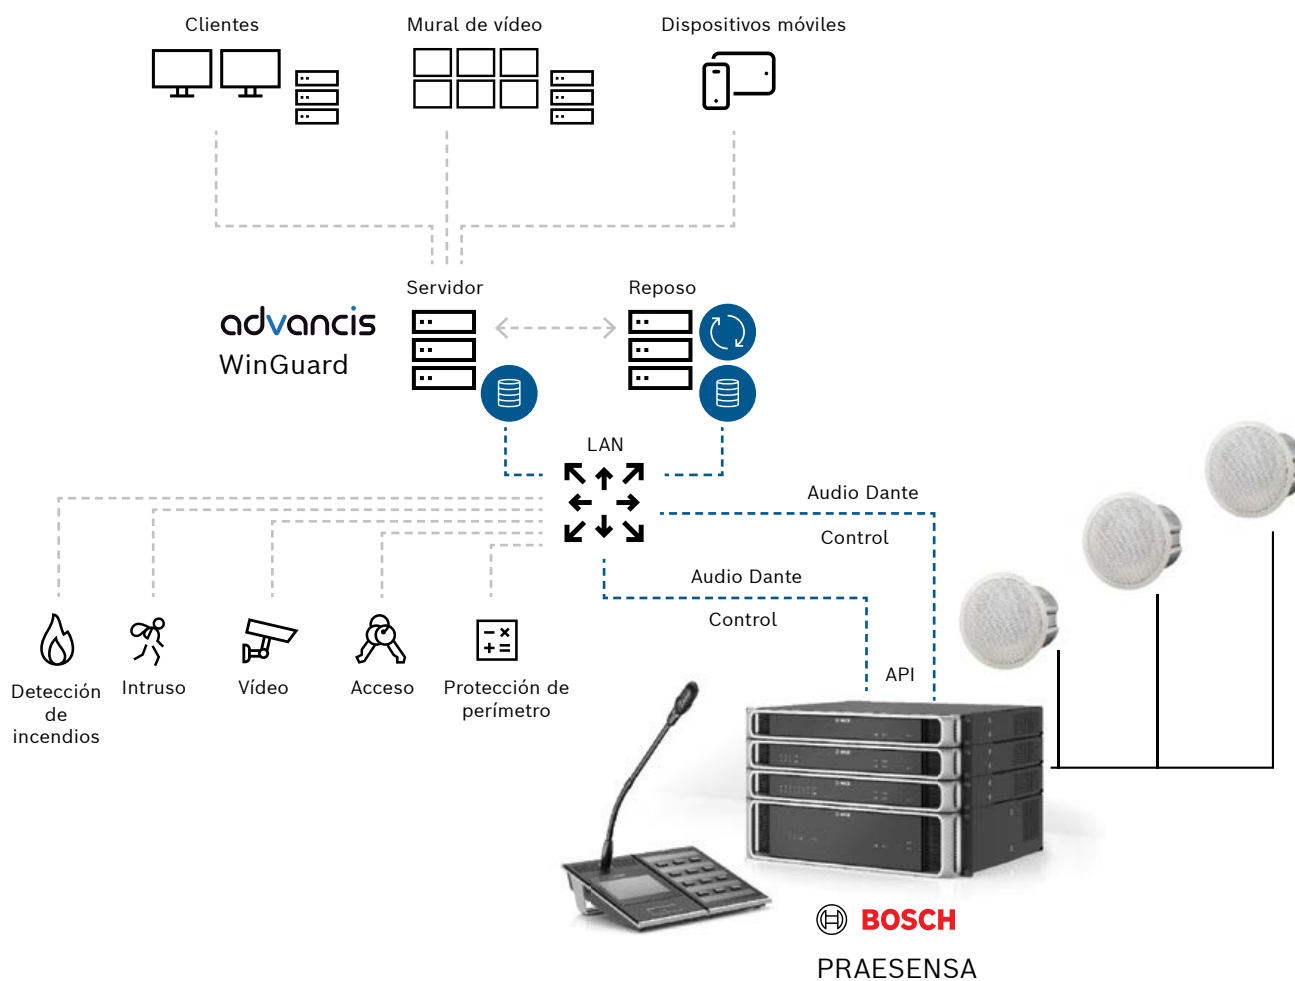 Clientes
Mural de vídeo
Dispositivos móviles
Servidor
Reposo
advancis
WinGuard
LAN
Audio Dante
Control
Audio Dante
Control
API
Detección
de
incendios
Intruso
Vídeo
Acceso
Protección de
perímetro
BOSCH
PRAESENSA